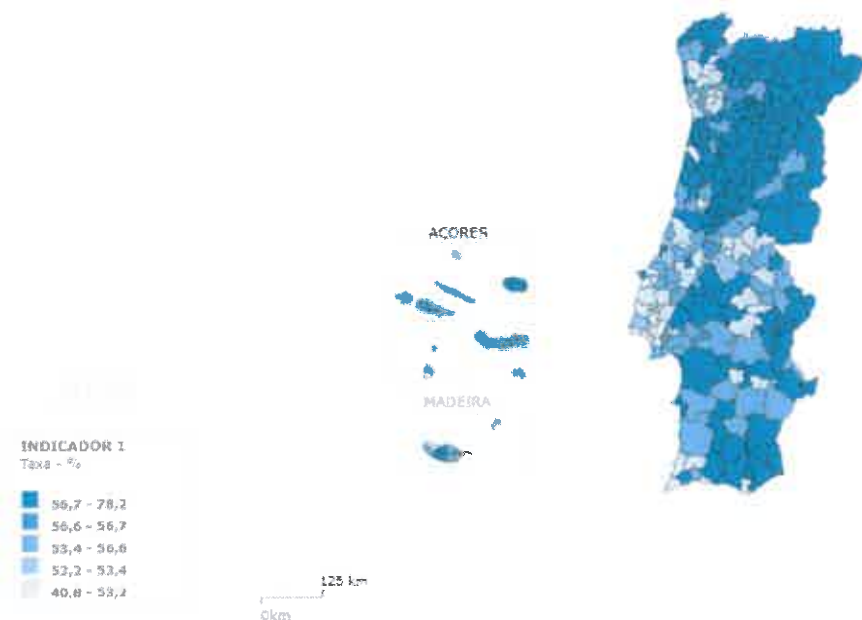 AÇORES
MADEIRA
INDICADOR 1
Taxa - %
56,7 - 78,2
56,6 - 56,7
53,4 - 56,6
53,2 - 53,4
40,8 - 53,2
125 km
0km